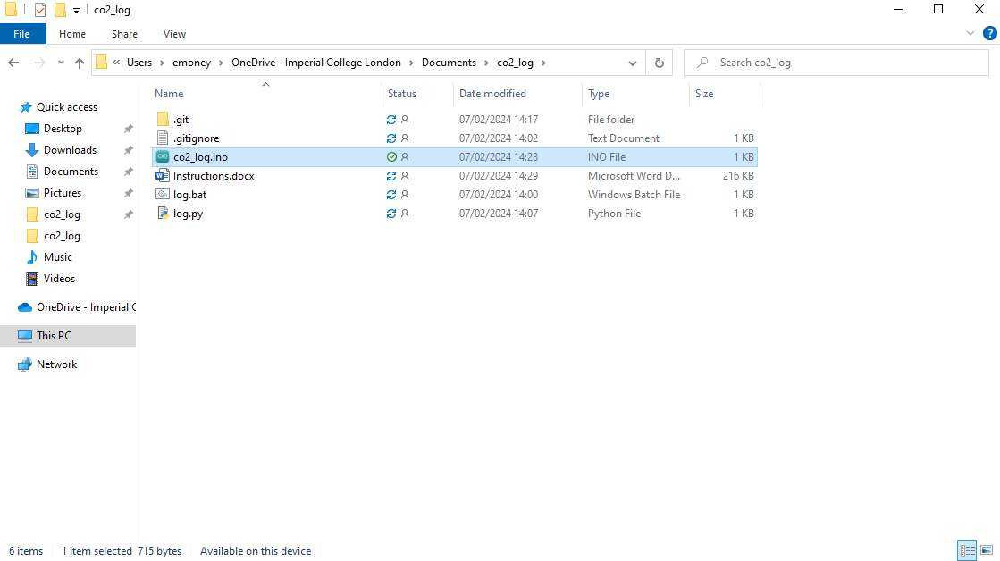 co2_log
File Home Share View
« Users › emoney › OneDrive - Imperial College London › Documents › co2_log › Search co2_log
Name Status Date modified Type Size
Quick access
Desktop
Downloads
Documents
Pictures
co2_log
co2_log
Music
Videos
OneDrive - Imperial C
This PC
Network
.git 07/02/2024 14:17 File folder
.gitignore 07/02/2024 14:02 Text Document 1 KB
co2_log.ino 07/02/2024 14:28 INO File 1 KB
Instructions.docx 07/02/2024 14:29 Microsoft Word D... 216 KB
log.bat 07/02/2024 14:00 Windows Batch File 1 KB
log.py 07/02/2024 14:07 Python File 1 KB
6 items 1 item selected 715 bytes Available on this device